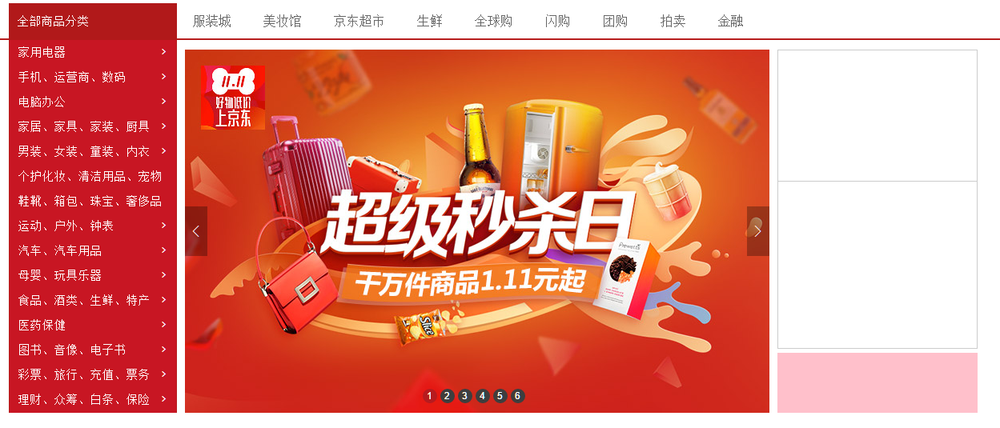 全部商品分类
服装城 美妆馆 京东超市 生鲜 全球购 闪购 团购 拍卖 金融
家用电器
手机、运营商、数码
电脑办公
家居、家具、家装、厨具
男装、女装、童装、内衣
个护化妆、清洁用品、宠物
鞋靴、箱包、珠宝、奢侈品
运动、户外、钟表
汽车、汽车用品
母婴、玩具乐器
食品、酒类、生鲜、特产
医药保健
图书、音像、电子书
彩票、旅行、充值、票务
理财、众筹、白条、保险
11.11
好物低价
上京东
超级秒杀日
千万件商品1.11元起
Prewett's
Slice
1 2 3 4 5 6